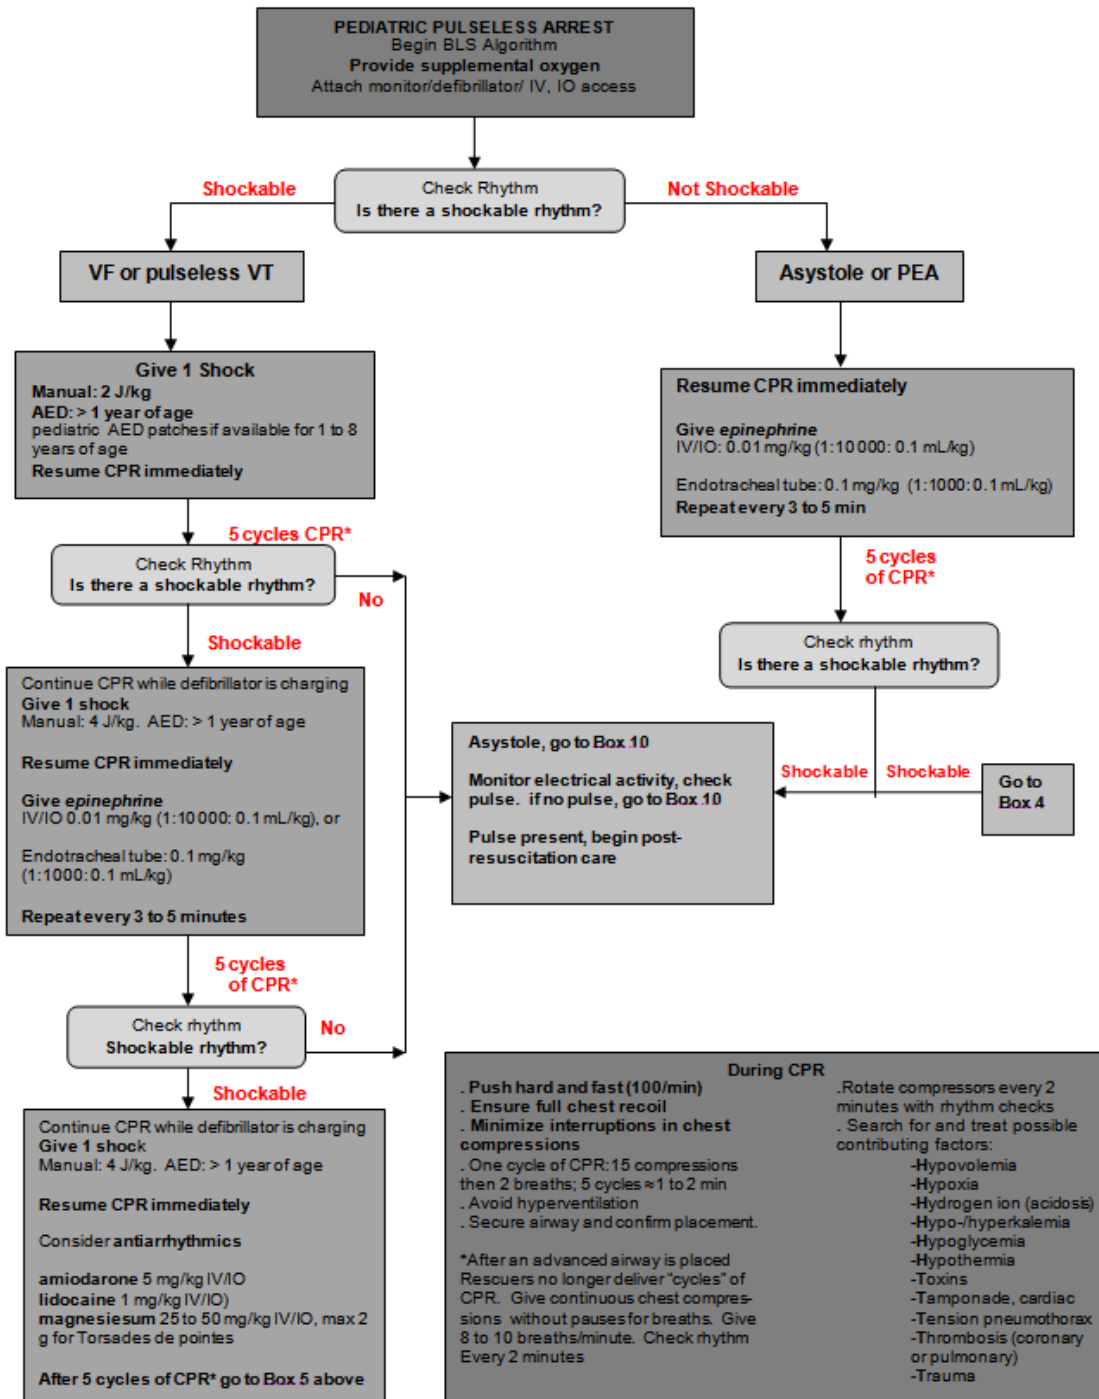 PEDIATRIC PULSELESS ARREST
Begin BLS Algorithm
Provide supplemental oxygen
Attach monitor/defibrillator/ IV, IO access
Shockable
Check Rhythm
Is there a shockable rhythm?
Not Shockable
VF or pulseless VT
Asystole or PEA
Give 1 Shock
Manual: 2 J/kg
AED: > 1 year of age
pediatric AED patches if available for 1 to 8
years of age
Resume CPR immediately
Resume CPR immediately
Give epinephrine
IV/IO: 0.01 mg/kg (1:10 000: 0.1 mL/kg)
Endotracheal tube: 0.1 mg/kg (1:1000: 0.1 mL/kg)
Repeat every 3 to 5 min
5 cycles CPR*
Check Rhythm
Is there a shockable rhythm?
No
5 cycles
of CPR*
Shockable
Check rhythm
Is there a shockable rhythm?
Continue CPR while defibrillator is charging
Give 1 shock
Manual: 4 J/kg. AED: > 1 year of age
Resume CPR immediately
Give epinephrine
IV/IO 0.01 mg/kg (1:10 000: 0.1 mL/kg), or
Endotracheal tube: 0.1 mg/kg
(1:1000: 0.1 mL/kg)
Repeat every 3 to 5 minutes
Asystole, go to Box 10
Monitor electrical activity, check
pulse. if no pulse, go to Box 10
Pulse present, begin post-
resuscitation care
Shockable
Shockable
Go to
Box 4
5 cycles
of CPR*
Check rhythm
Shockable rhythm?
No
Shockable
Continue CPR while defibrillator is charging
Give 1 shock
Manual: 4 J/kg. AED: > 1 year of age
Resume CPR immediately
Consider antiarrhythmics
amiodarone 5 mg/kg IV/IO
lidocaine 1 mg/kg IV/IO)
magnesiesum 25 to 50 mg/kg IV/IO, max 2
g for Torsades de pointes
After 5 cycles of CPR* go to Box 5 above
During CPR
. Push hard and fast (100/min)
. Ensure full chest recoil
. Minimize interruptions in chest
compressions
. One cycle of CPR: 15 compressions
then 2 breaths; 5 cycles ≈ 1 to 2 min
. Avoid hyperventilation
. Secure airway and confirm placement.
*After an advanced airway is placed
Rescuers no longer deliver "cycles" of
CPR. Give continuous chest compres-
sions without pauses for breaths. Give
8 to 10 breaths/minute. Check rhythm
Every 2 minutes
.Rotate compressors every 2
minutes with rhythm checks
. Search for and treat possible
contributing factors:
-Hypovolemia
-Hypoxia
-Hydrogen ion (acidosis)
-Hypo-/hyperkalemia
-Hypoglycemia
-Hypothermia
-Toxins
-Tamponade, cardiac
-Tension pneumothorax
-Thrombosis (coronary
or pulmonary)
-Trauma